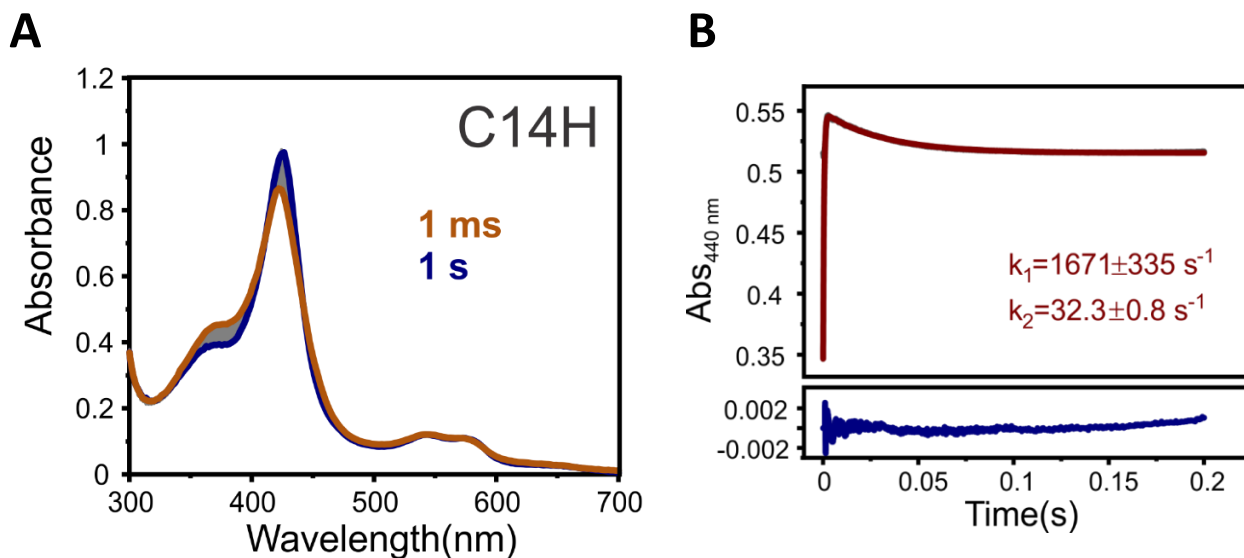 A
B
C14H
1 ms
1 s
1.2
1
0.8
0.6
0.4
0.2
0
Absorbance
300
400
500
600
700
Wavelength(nm)
0.55
0.5
0.45
0.4
0.35
Abs440 nm
k1=1671±335 s-1
k2=32.3±0.8 s-1
0.002
-0.002
0
0.05
0.1
0.15
0.2
Time(s)